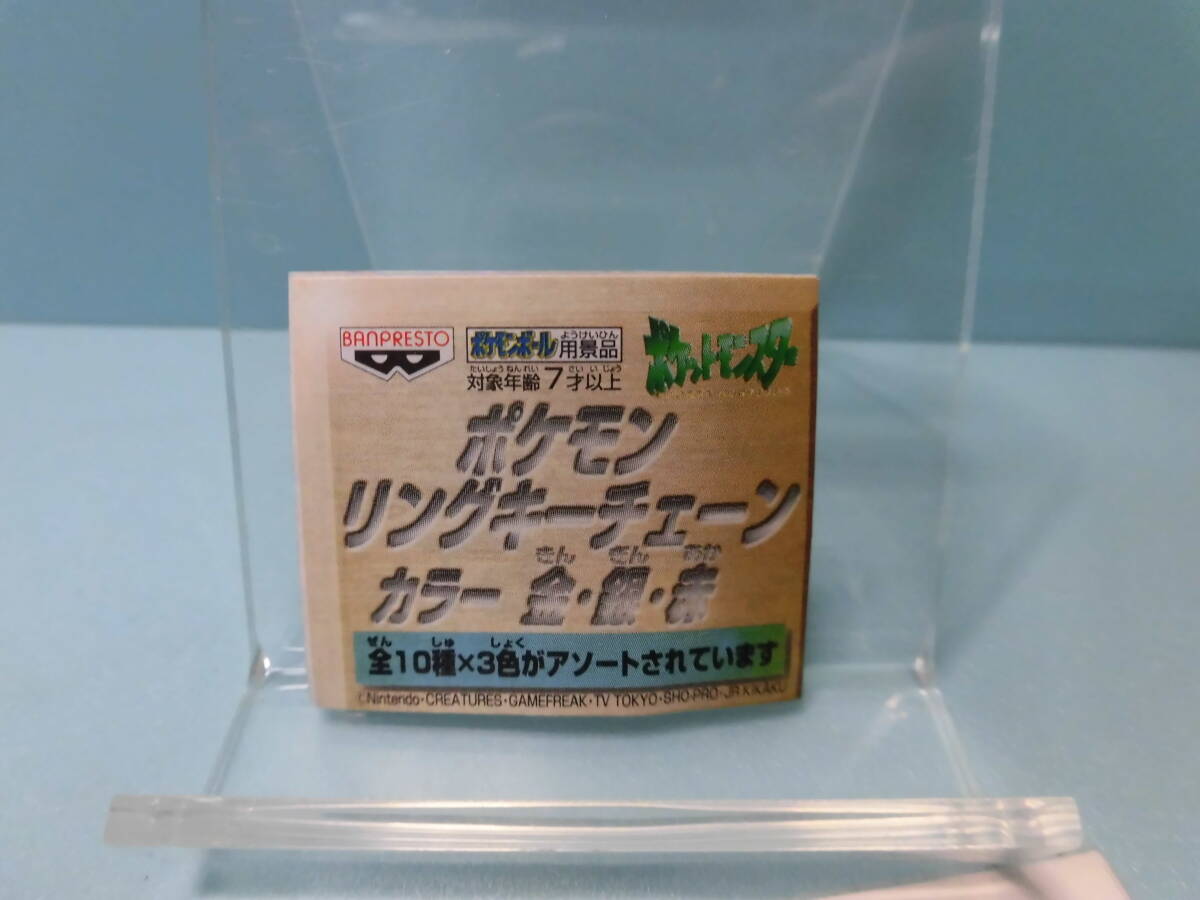 BANPRESTO
ポケモンボール 用景品
ようけいひん
ポケットモンスター
たいしょうねんれい さい いじょう
対象年齢 7才以上
ポケモン
リングキーチェーン
きん ぎん あか
カラー 金・銀・赤
ぜん しゅ しょく
全10種×3色がアソートされています
©Nintendo・CREATURES・GAMEFREAK・TV TOKYO・SHO-PRO・JR KIKAKU